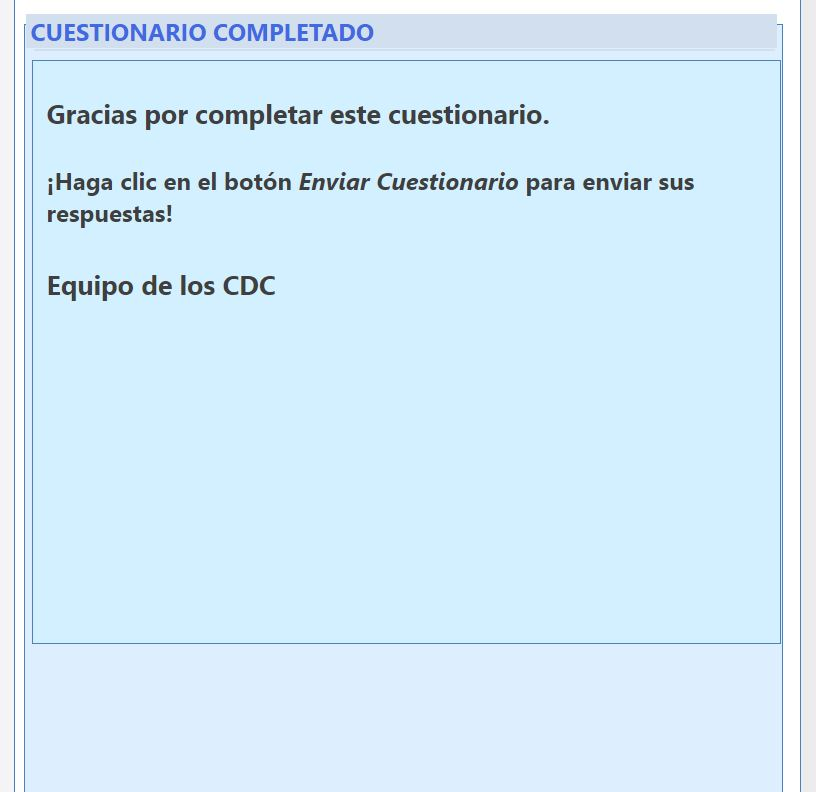 CUESTIONARIO COMPLETADO
Gracias por completar este cuestionario.
¡Haga clic en el botón Enviar Cuestionario para enviar sus
respuestas!
Equipo de los CDC